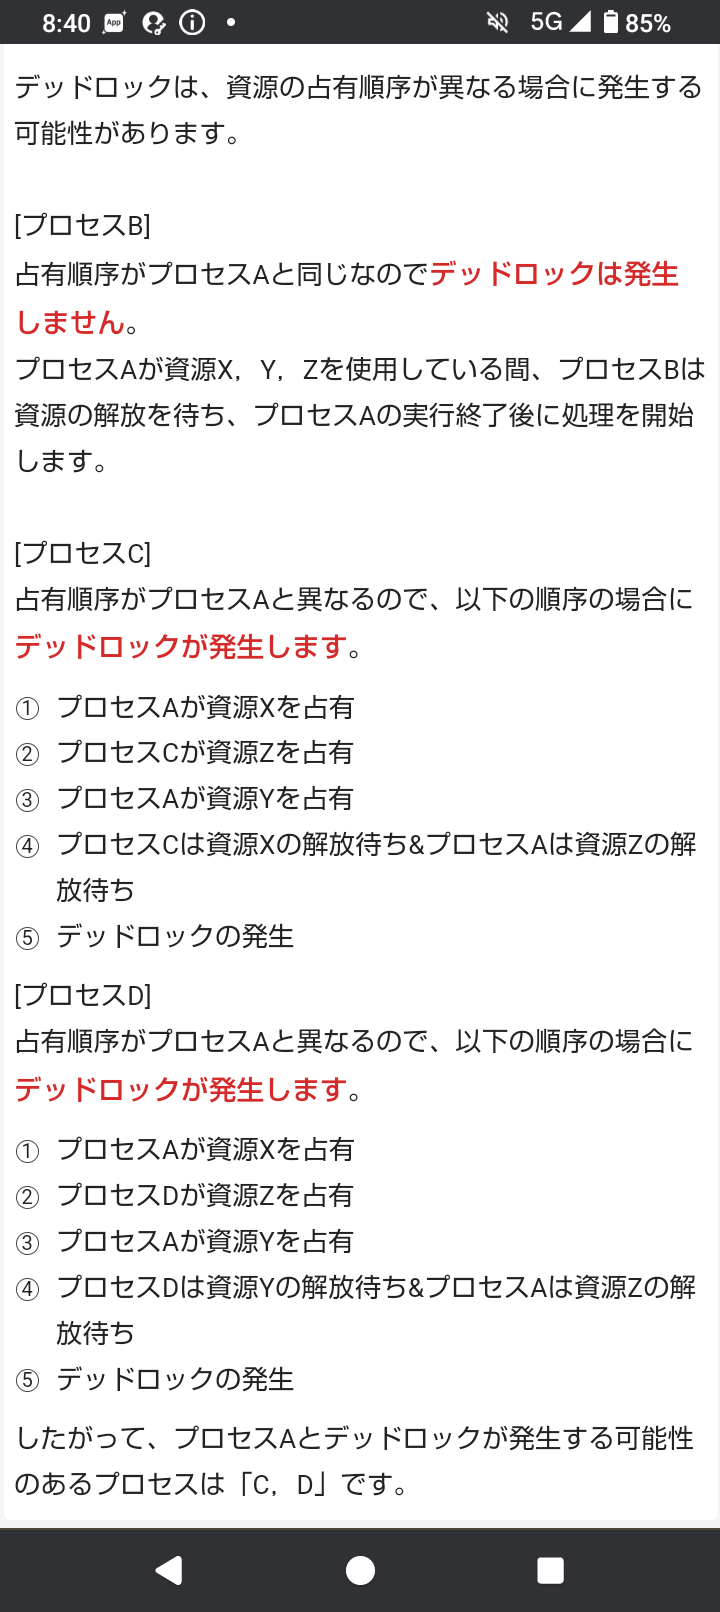 8:40 App 5G 85%
デッドロックは、資源の占有順序が異なる場合に発生する
可能性があります。
[プロセスB]
占有順序がプロセスAと同じなのでデッドロックは発生
しません。
プロセスAが資源X，Y，Zを使用している間、プロセスBは
資源の解放を待ち、プロセスAの実行終了後に処理を開始
します。
[プロセスC]
占有順序がプロセスAと異なるので、以下の順序の場合に
デッドロックが発生します。
① プロセスAが資源Xを占有
② プロセスCが資源Zを占有
③ プロセスAが資源Yを占有
④ プロセスCは資源Xの解放待ち&プロセスAは資源Zの解
放待ち
⑤ デッドロックの発生
[プロセスD]
占有順序がプロセスAと異なるので、以下の順序の場合に
デッドロックが発生します。
① プロセスAが資源Xを占有
② プロセスDが資源Zを占有
③ プロセスAが資源Yを占有
④ プロセスDは資源Yの解放待ち&プロセスAは資源Zの解
放待ち
⑤ デッドロックの発生
したがって、プロセスAとデッドロックが発生する可能性
のあるプロセスは「C，D」です。